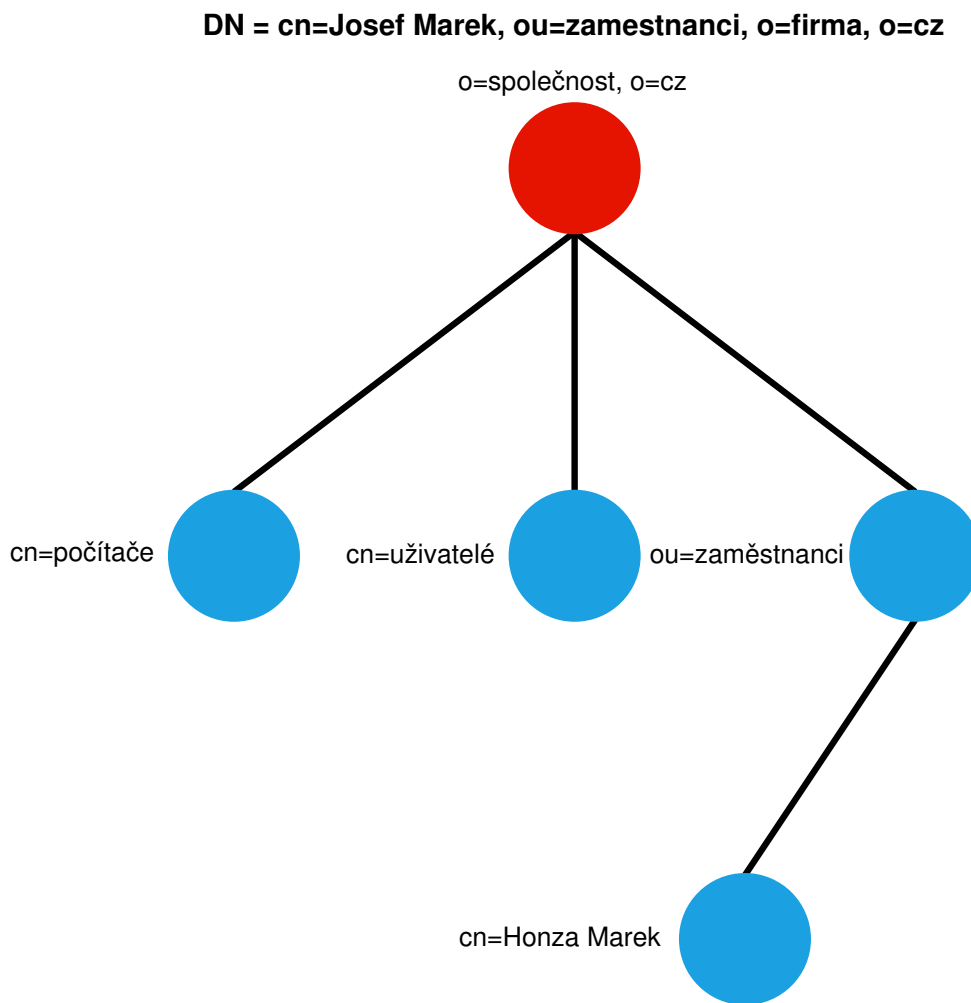 DN = cn=Josef Marek, ou=zamestnanci, o=firma, o=cz
o=společnost, o=cz
cn=počítače
cn=uživatelé
ou=zaměstnanci
cn=Honza Marek